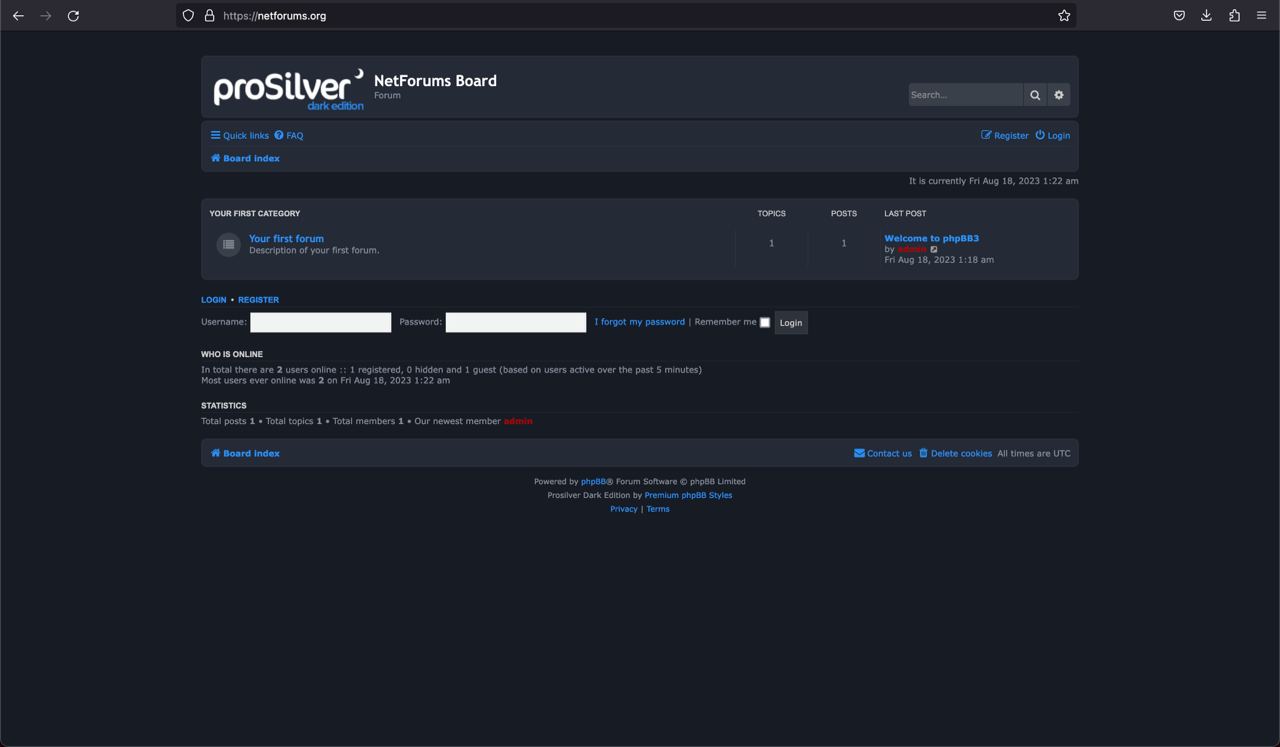 https://netforums.org
proSilver dark edition
NetForums Board
Forum
Search...
Quick links FAQ Register Login
Board index
It is currently Fri Aug 18, 2023 1:22 am
YOUR FIRST CATEGORY TOPICS POSTS LAST POST
Your first forum
Description of your first forum.
1 1
Welcome to phpBB3
by admin
Fri Aug 18, 2023 1:18 am
LOGIN • REGISTER
Username: Password: I forgot my password | Remember me Login
WHO IS ONLINE
In total there are 2 users online :: 1 registered, 0 hidden and 1 guest (based on users active over the past 5 minutes)
Most users ever online was 2 on Fri Aug 18, 2023 1:22 am
STATISTICS
Total posts 1 • Total topics 1 • Total members 1 • Our newest member admin
Board index Contact us Delete cookies All times are UTC
Powered by phpBB® Forum Software © phpBB Limited
Prosilver Dark Edition by Premium phpBB Styles
Privacy | Terms